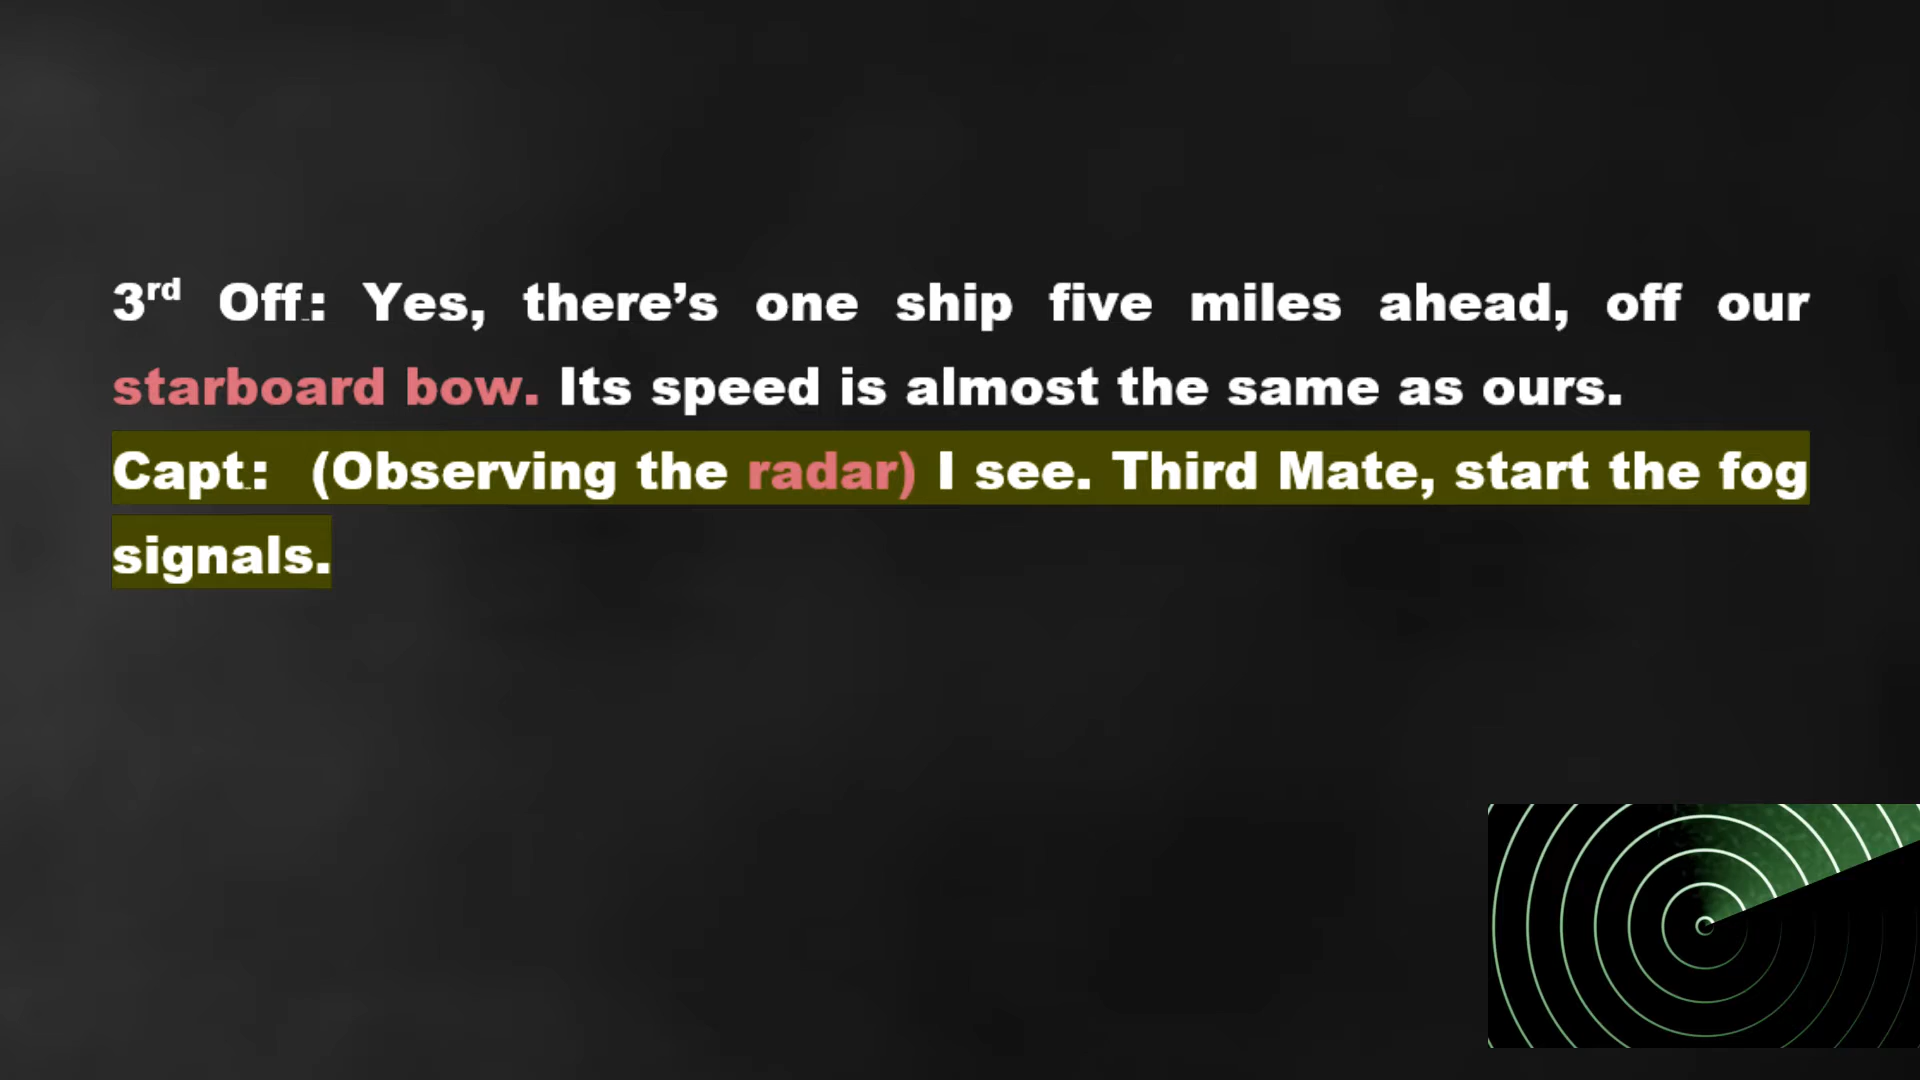 3rd Off.: Yes, there’s one ship five miles ahead, off our
starboard bow. Its speed is almost the same as ours.
Capt.: (Observing the radar) I see. Third Mate, start the fog
signals.